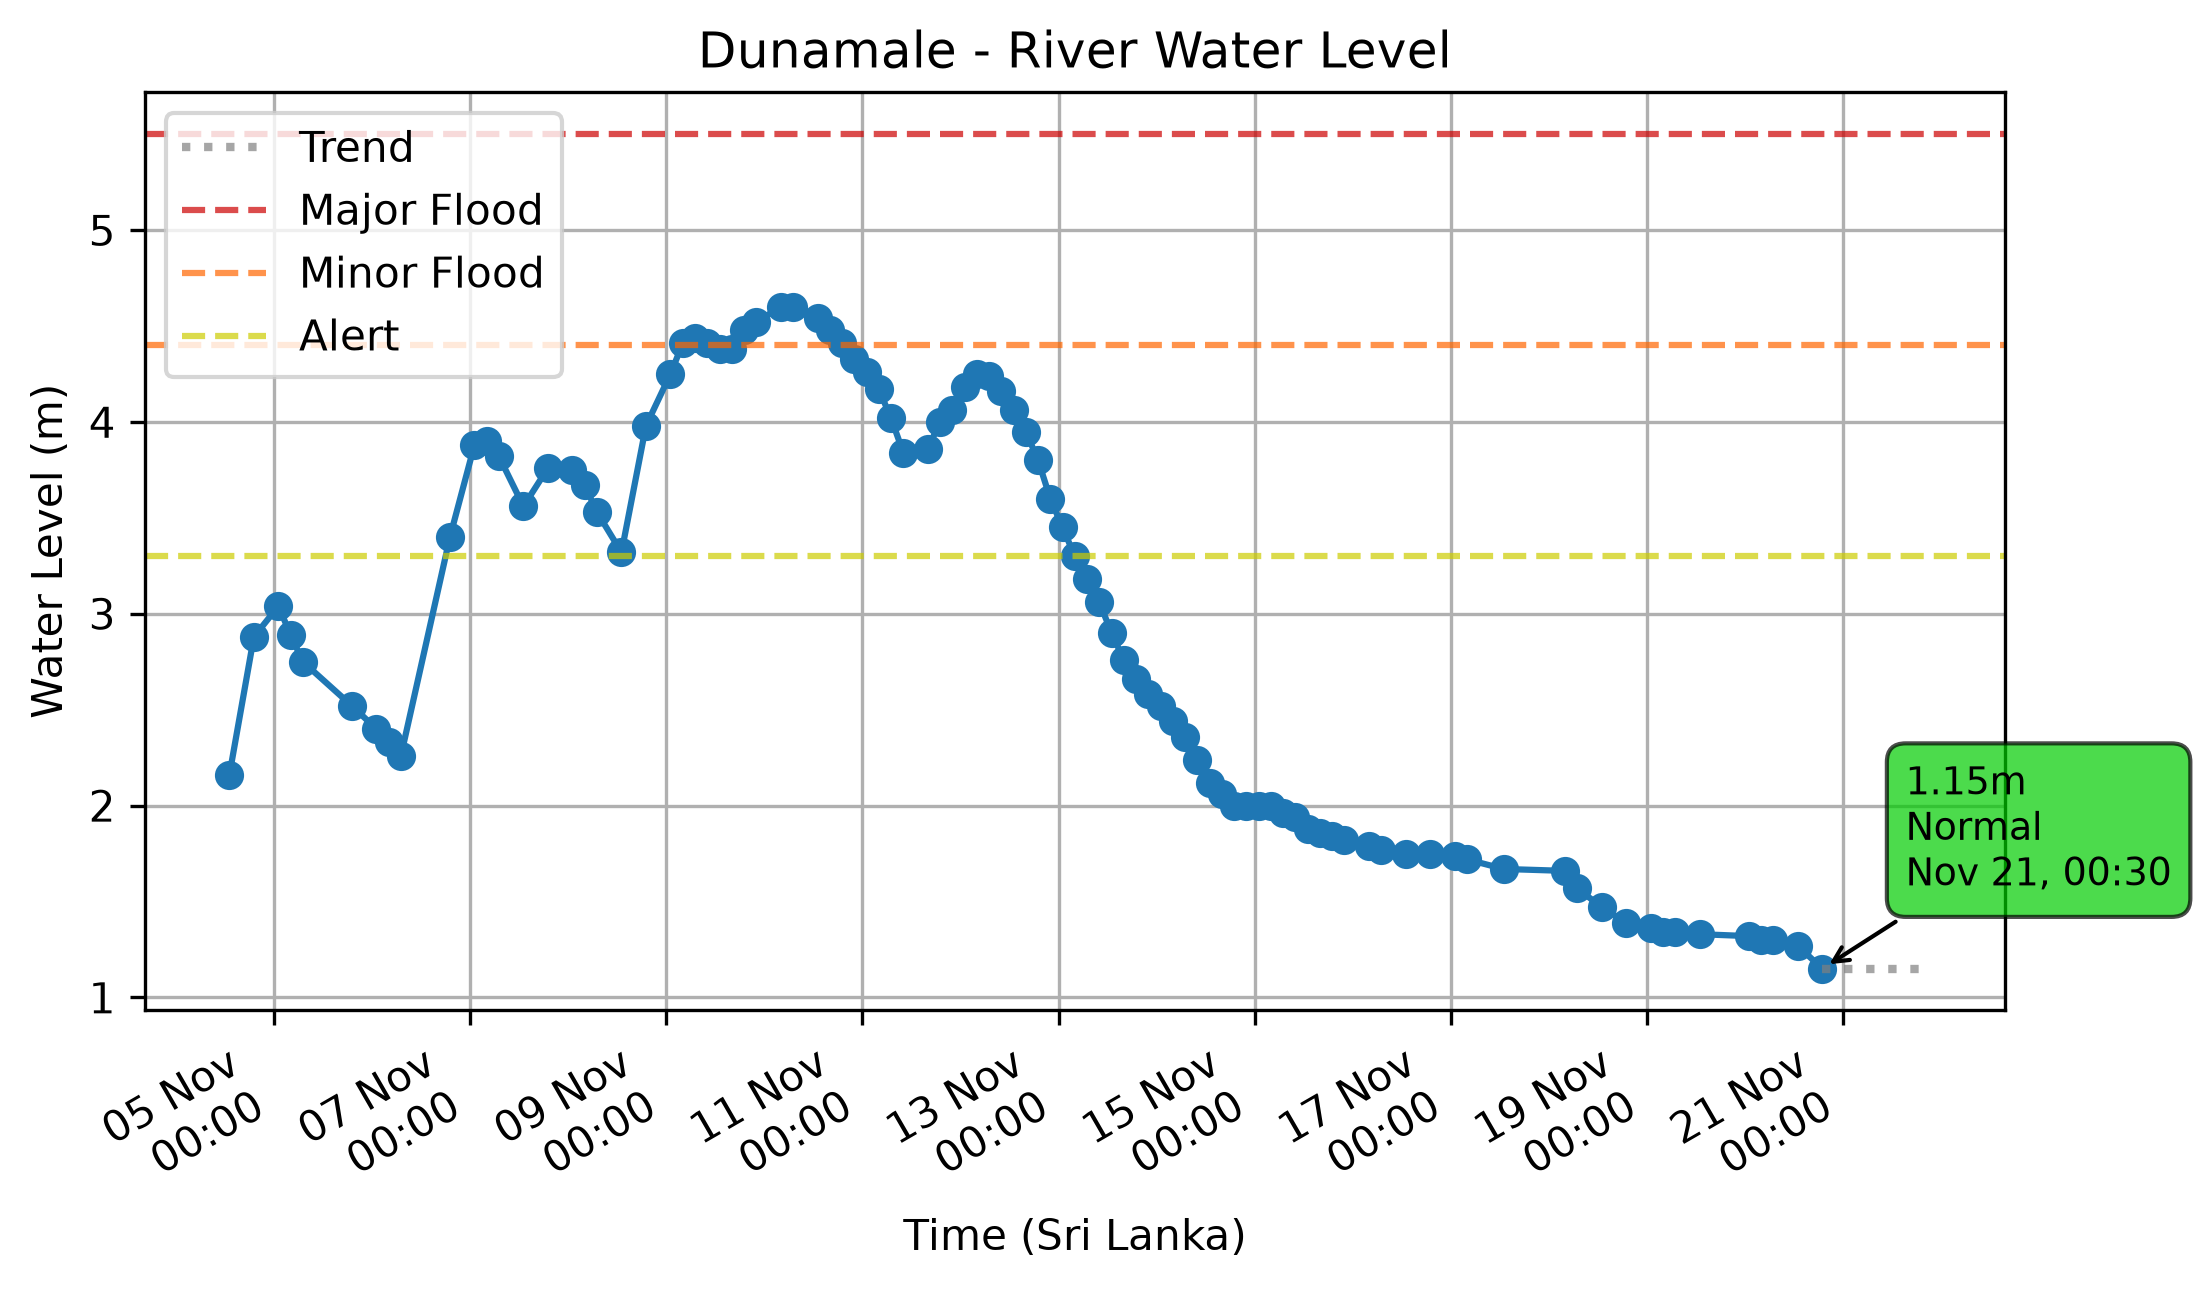 Dunamale - River Water Level
Trend
Major Flood
Minor Flood
Alert
Water Level (m)
5
4
3
2
1
1.15m
Normal
Nov 21, 00:30
05 Nov
00:00
07 Nov
00:00
09 Nov
00:00
11 Nov
00:00
13 Nov
00:00
15 Nov
00:00
17 Nov
00:00
19 Nov
00:00
21 Nov
00:00
Time (Sri Lanka)